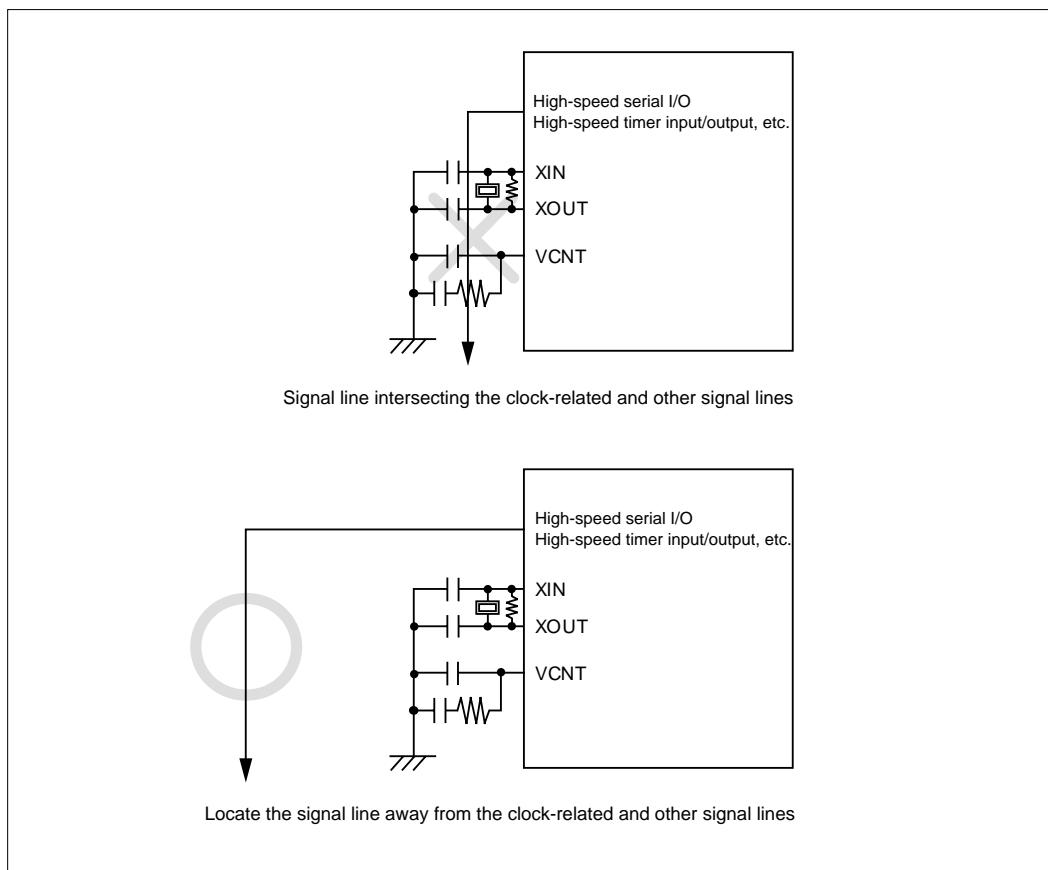 High-speed serial I/O
High-speed timer input/output, etc.
XIN
XOUT
VCNT
Signal line intersecting the clock-related and other signal lines
High-speed serial I/O
High-speed timer input/output, etc.
XIN
XOUT
VCNT
Locate the signal line away from the clock-related and other signal lines